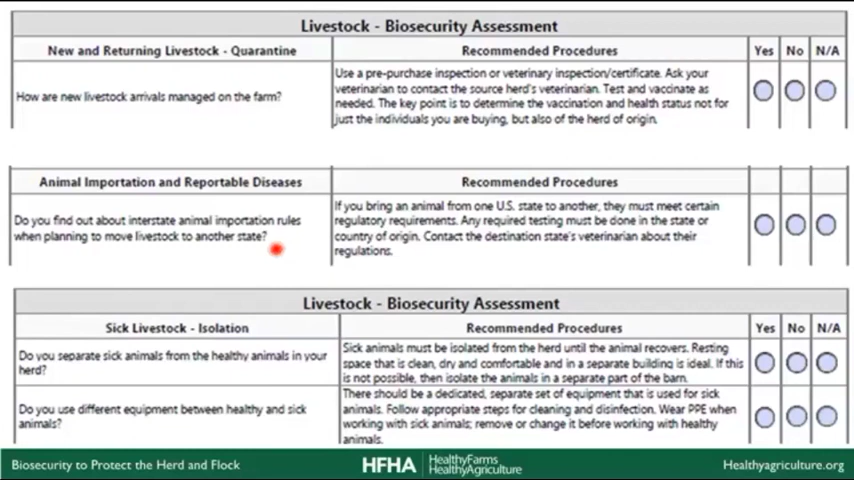 Livestock - Biosecurity Assessment
New and Returning Livestock - Quarantine
Recommended Procedures
Yes
No
N/A
How are new livestock arrivals managed on the farm?
Use a pre-purchase inspection or veterinary inspection/certificate. Ask your
veterinarian to contact the source herd's veterinarian. Test and vaccinate as
needed. The key point is to determine the vaccination and health status not for
just the individuals you are buying, but also of the herd of origin.
Animal Importation and Reportable Diseases
Recommended Procedures
Do you find out about interstate animal importation rules
when planning to move livestock to another state?
If you bring an animal from one U.S. state to another, they must meet certain
regulatory requirements. Any required testing must be done in the state or
country of origin. Contact the destination state's veterinarian about their
regulations.
Livestock - Biosecurity Assessment
Sick Livestock - Isolation
Recommended Procedures
Yes
No
N/A
Do you separate sick animals from the healthy animals in your
herd?
Sick animals must be isolated from the herd until the animal recovers. Resting
space that is clean, dry and comfortable and in a separate building is ideal. If this
is not possible, then isolate the animals in a separate part of the barn.
Do you use different equipment between healthy and sick
animals?
There should be a dedicated, separate set of equipment that is used for sick
animals. Follow appropriate steps for cleaning and disinfection. Wear PPE when
working with sick animals; remove or change it before working with healthy
animals.
Biosecurity to Protect the Herd and Flock
HFHA
HealthyFarms
HealthyAgriculture
Healthyagriculture.org